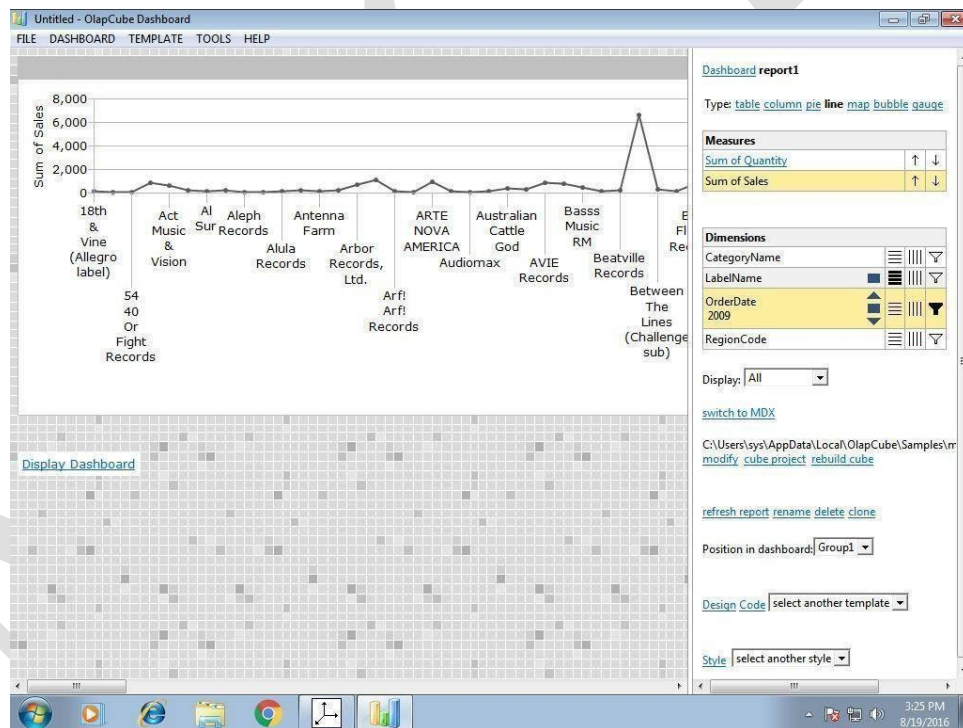 Untitled - OlapCube Dashboard
FILE DASHBOARD TEMPLATE TOOLS HELP
8,000
6,000
4,000
2,000
0
Sum of Sales
18th
&
Vine
(Allegro
label)
54
40
Or
Fight
Records
Act
Music
&
Vision
Al
Sur
Aleph
Records
Alula
Records
Antenna
Farm
Arbor
Records,
Ltd.
Arf!
Arf!
Records
ARTE
NOVA
AMERICA
Audiomax
Australian
Cattle
God
AVIE
Records
Basss
Music
RM
Beatville
Records
Between
The
Lines
(Challenge
sub)
B
Fl
Re
Display Dashboard
Dashboard report1
Type: table column pie line map bubble gauge
Measures
Sum of Quantity ↑ ↓
Sum of Sales ↑ ↓
Dimensions
CategoryName
LabelName
OrderDate
2009
RegionCode
Display: All
switch to MDX
C:\Users\sys\AppData\Local\OlapCube\Samples\m
modify cube project rebuild cube
refresh report rename delete clone
Position in dashboard: Group1
Design Code select another template
Style select another style
3:25 PM
8/19/2016